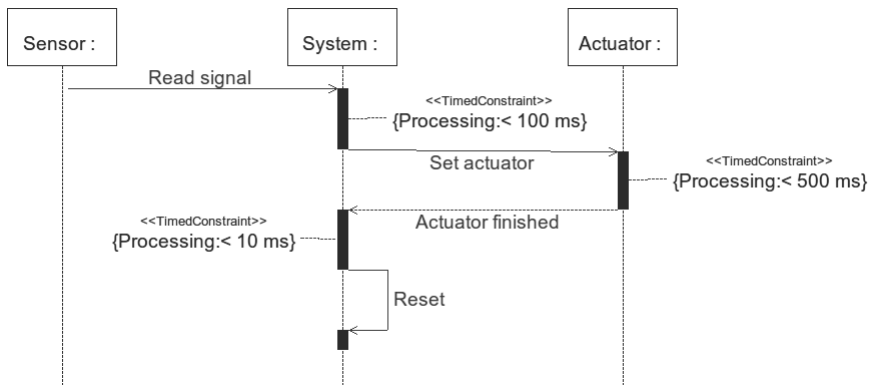 Sensor :
System :
Actuator :
Read signal
<<TimedConstraint>>
{Processing:< 100 ms}
Set actuator
<<TimedConstraint>>
{Processing:< 500 ms}
<<TimedConstraint>>
{Processing:< 10 ms}
Actuator finished
Reset